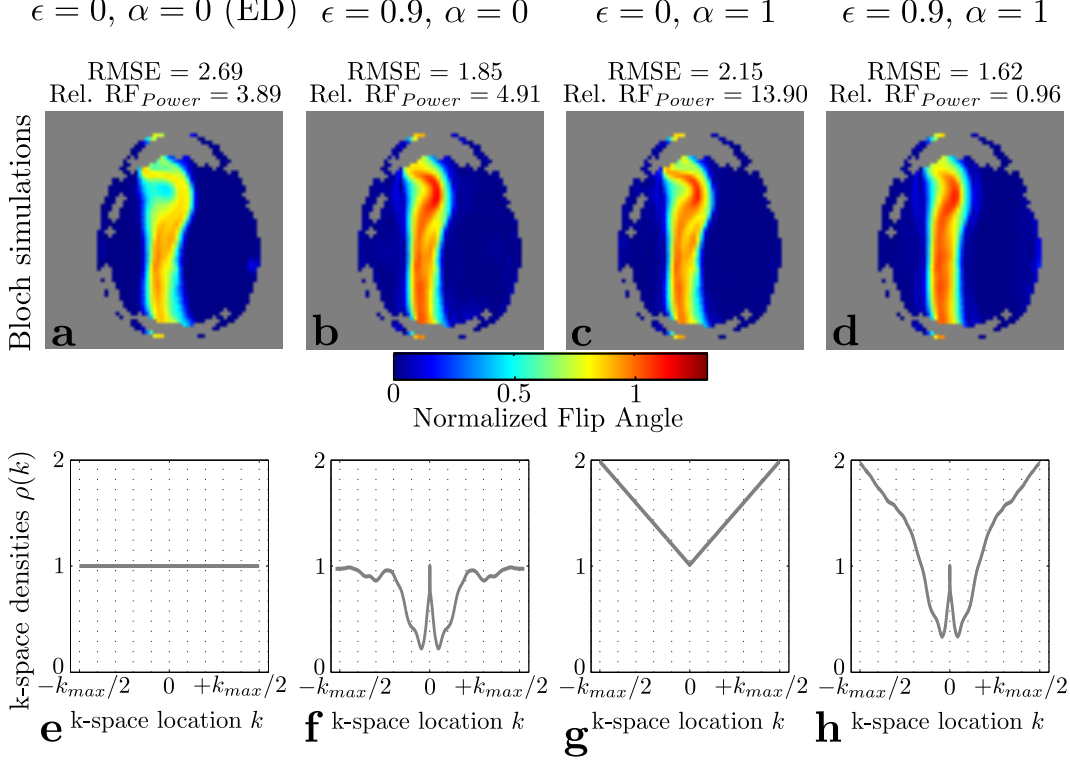 ϵ = 0, α = 0 (ED) ϵ = 0.9, α = 0 ϵ = 0, α = 1 ϵ = 0.9, α = 1
RMSE = 2.69 RMSE = 1.85 RMSE = 2.15 RMSE = 1.62
Rel. RF_Power = 3.89 Rel. RF_Power = 4.91 Rel. RF_Power = 13.90 Rel. RF_Power = 0.96
Bloch simulations
a b c d
0 0.5 1
Normalized Flip Angle
k-space densities ρ(k)
2 2 2 2
1 1 1 1
0 0 0 0
−k_max/2 0 +k_max/2 −k_max/2 0 +k_max/2 −k_max/2 0 +k_max/2 −k_max/2 0 +k_max/2
e k-space location k f k-space location k g k-space location k h k-space location k